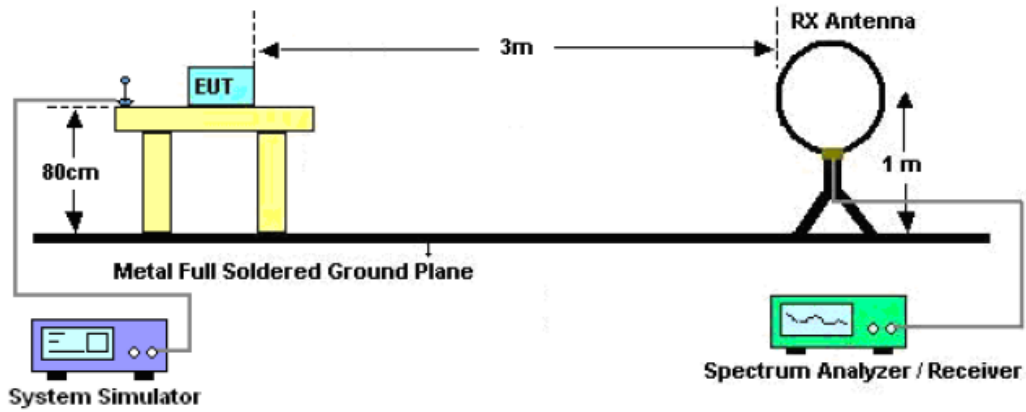 RX Antenna
3m
EUT
80cm
1 m
Metal Full Soldered Ground Plane
System Simulator
Spectrum Analyzer / Receiver